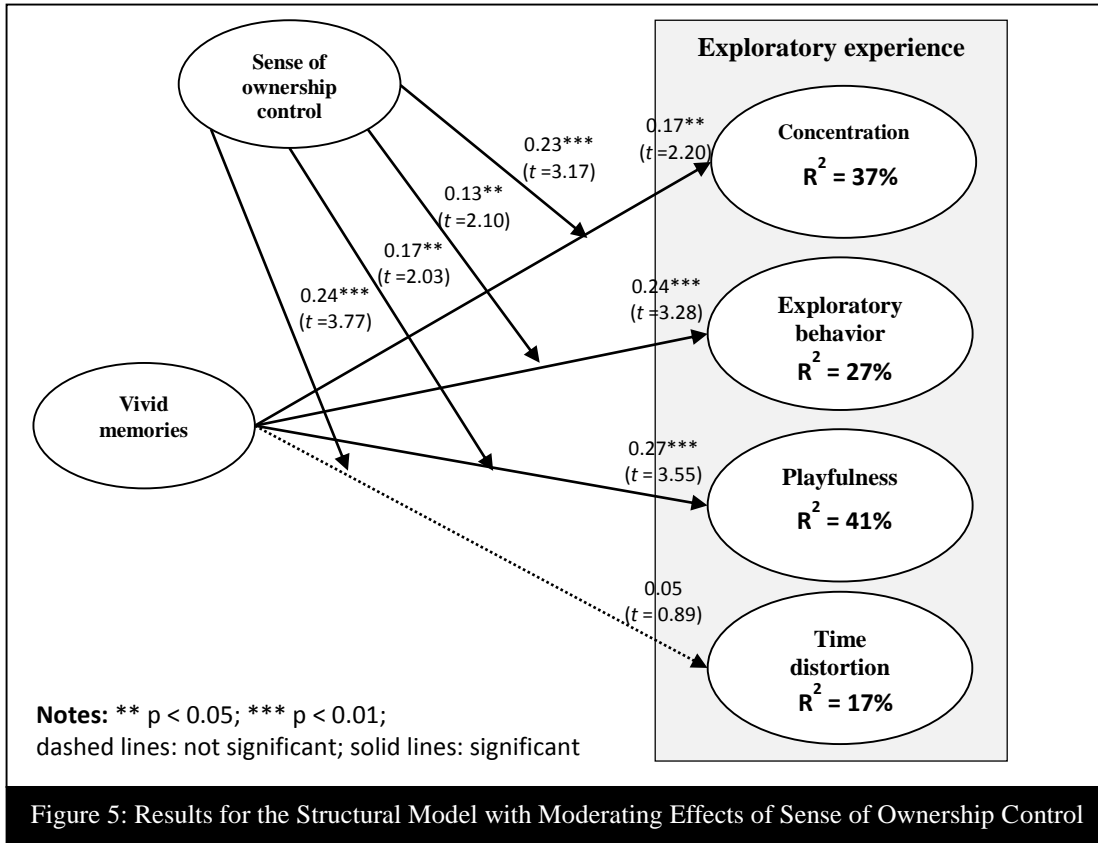 Exploratory experience
Sense of
ownership
control
0.23***
(t =3.17)
0.17**
(t =2.20)
Concentration
R² = 37%
0.13**
(t =2.10)
0.17**
(t =2.03)
0.24***
(t =3.77)
0.24***
(t =3.28)
Exploratory
behavior
R² = 27%
Vivid
memories
0.27***
(t = 3.55)
Playfulness
R² = 41%
0.05
(t = 0.89)
Time
distortion
R² = 17%
Notes: ** p < 0.05; *** p < 0.01;
dashed lines: not significant; solid lines: significant
Figure 5: Results for the Structural Model with Moderating Effects of Sense of Ownership Control